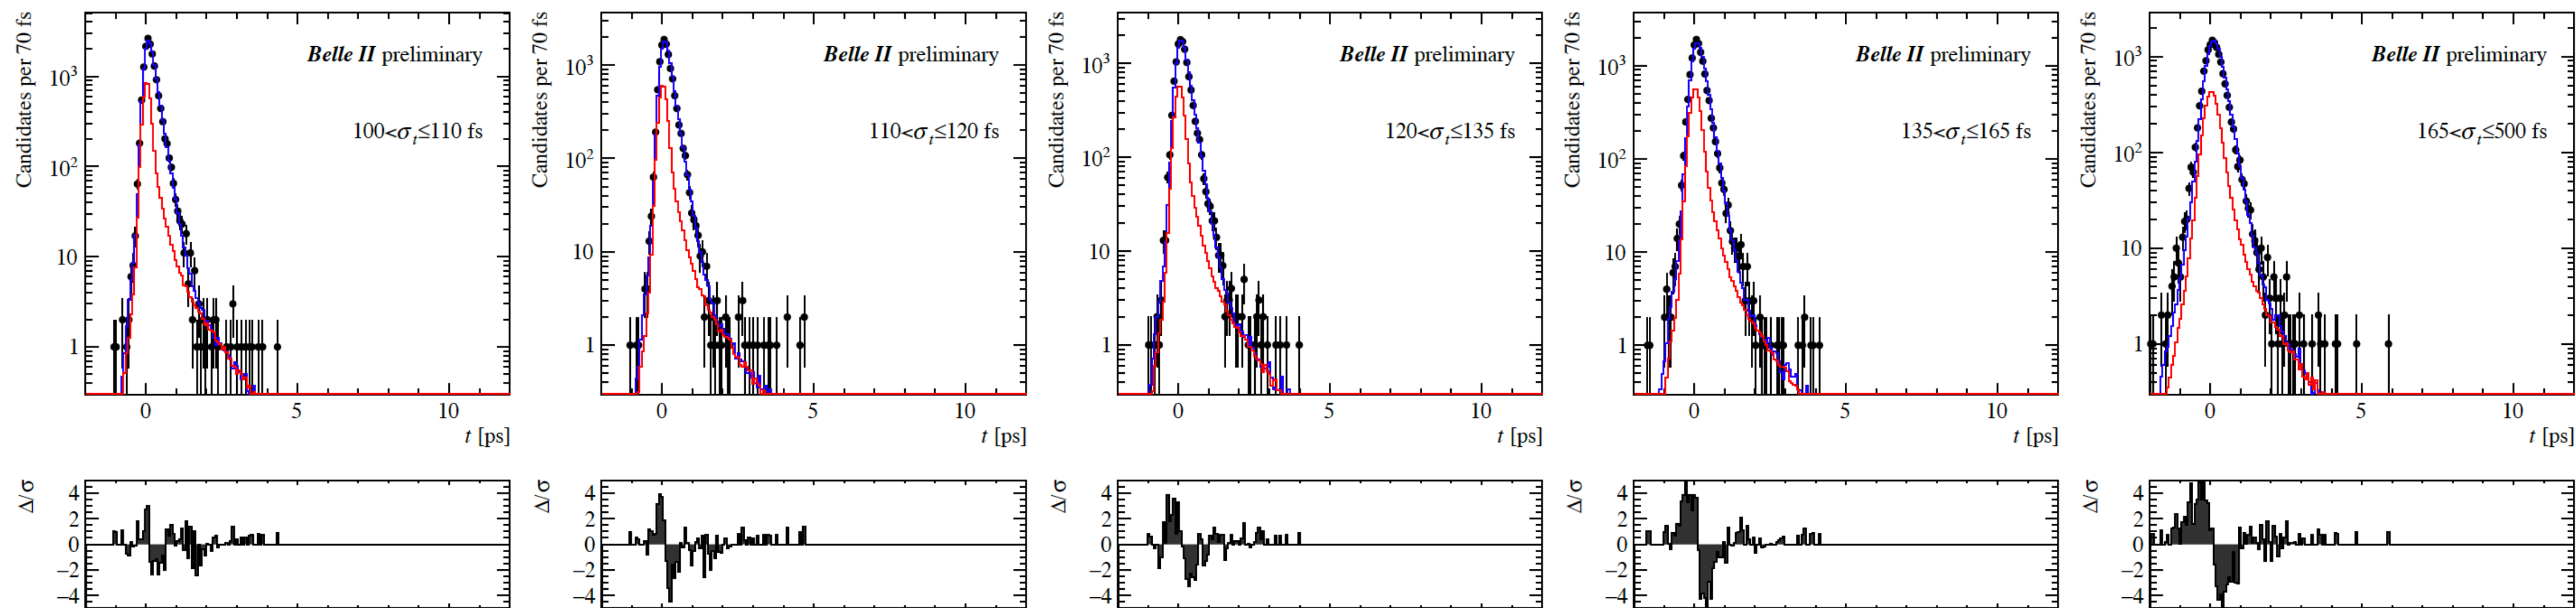 Candidates per 70 fs
10³
10²
10
1
Belle II preliminary
100<σt≤110 fs
0 5 10
t [ps]
Δ/σ
4
2
0
−2
−4
Candidates per 70 fs
10³
10²
10
1
Belle II preliminary
110<σt≤120 fs
0 5 10
t [ps]
Δ/σ
4
2
0
−2
−4
Candidates per 70 fs
10³
10²
10
1
Belle II preliminary
120<σt≤135 fs
0 5 10
t [ps]
Δ/σ
4
2
0
−2
−4
Candidates per 70 fs
10³
10²
10
1
Belle II preliminary
135<σt≤165 fs
0 5 10
t [ps]
Δ/σ
4
2
0
−2
−4
Candidates per 70 fs
10³
10²
10
1
Belle II preliminary
165<σt≤500 fs
0 5 10
t [ps]
Δ/σ
4
2
0
−2
−4